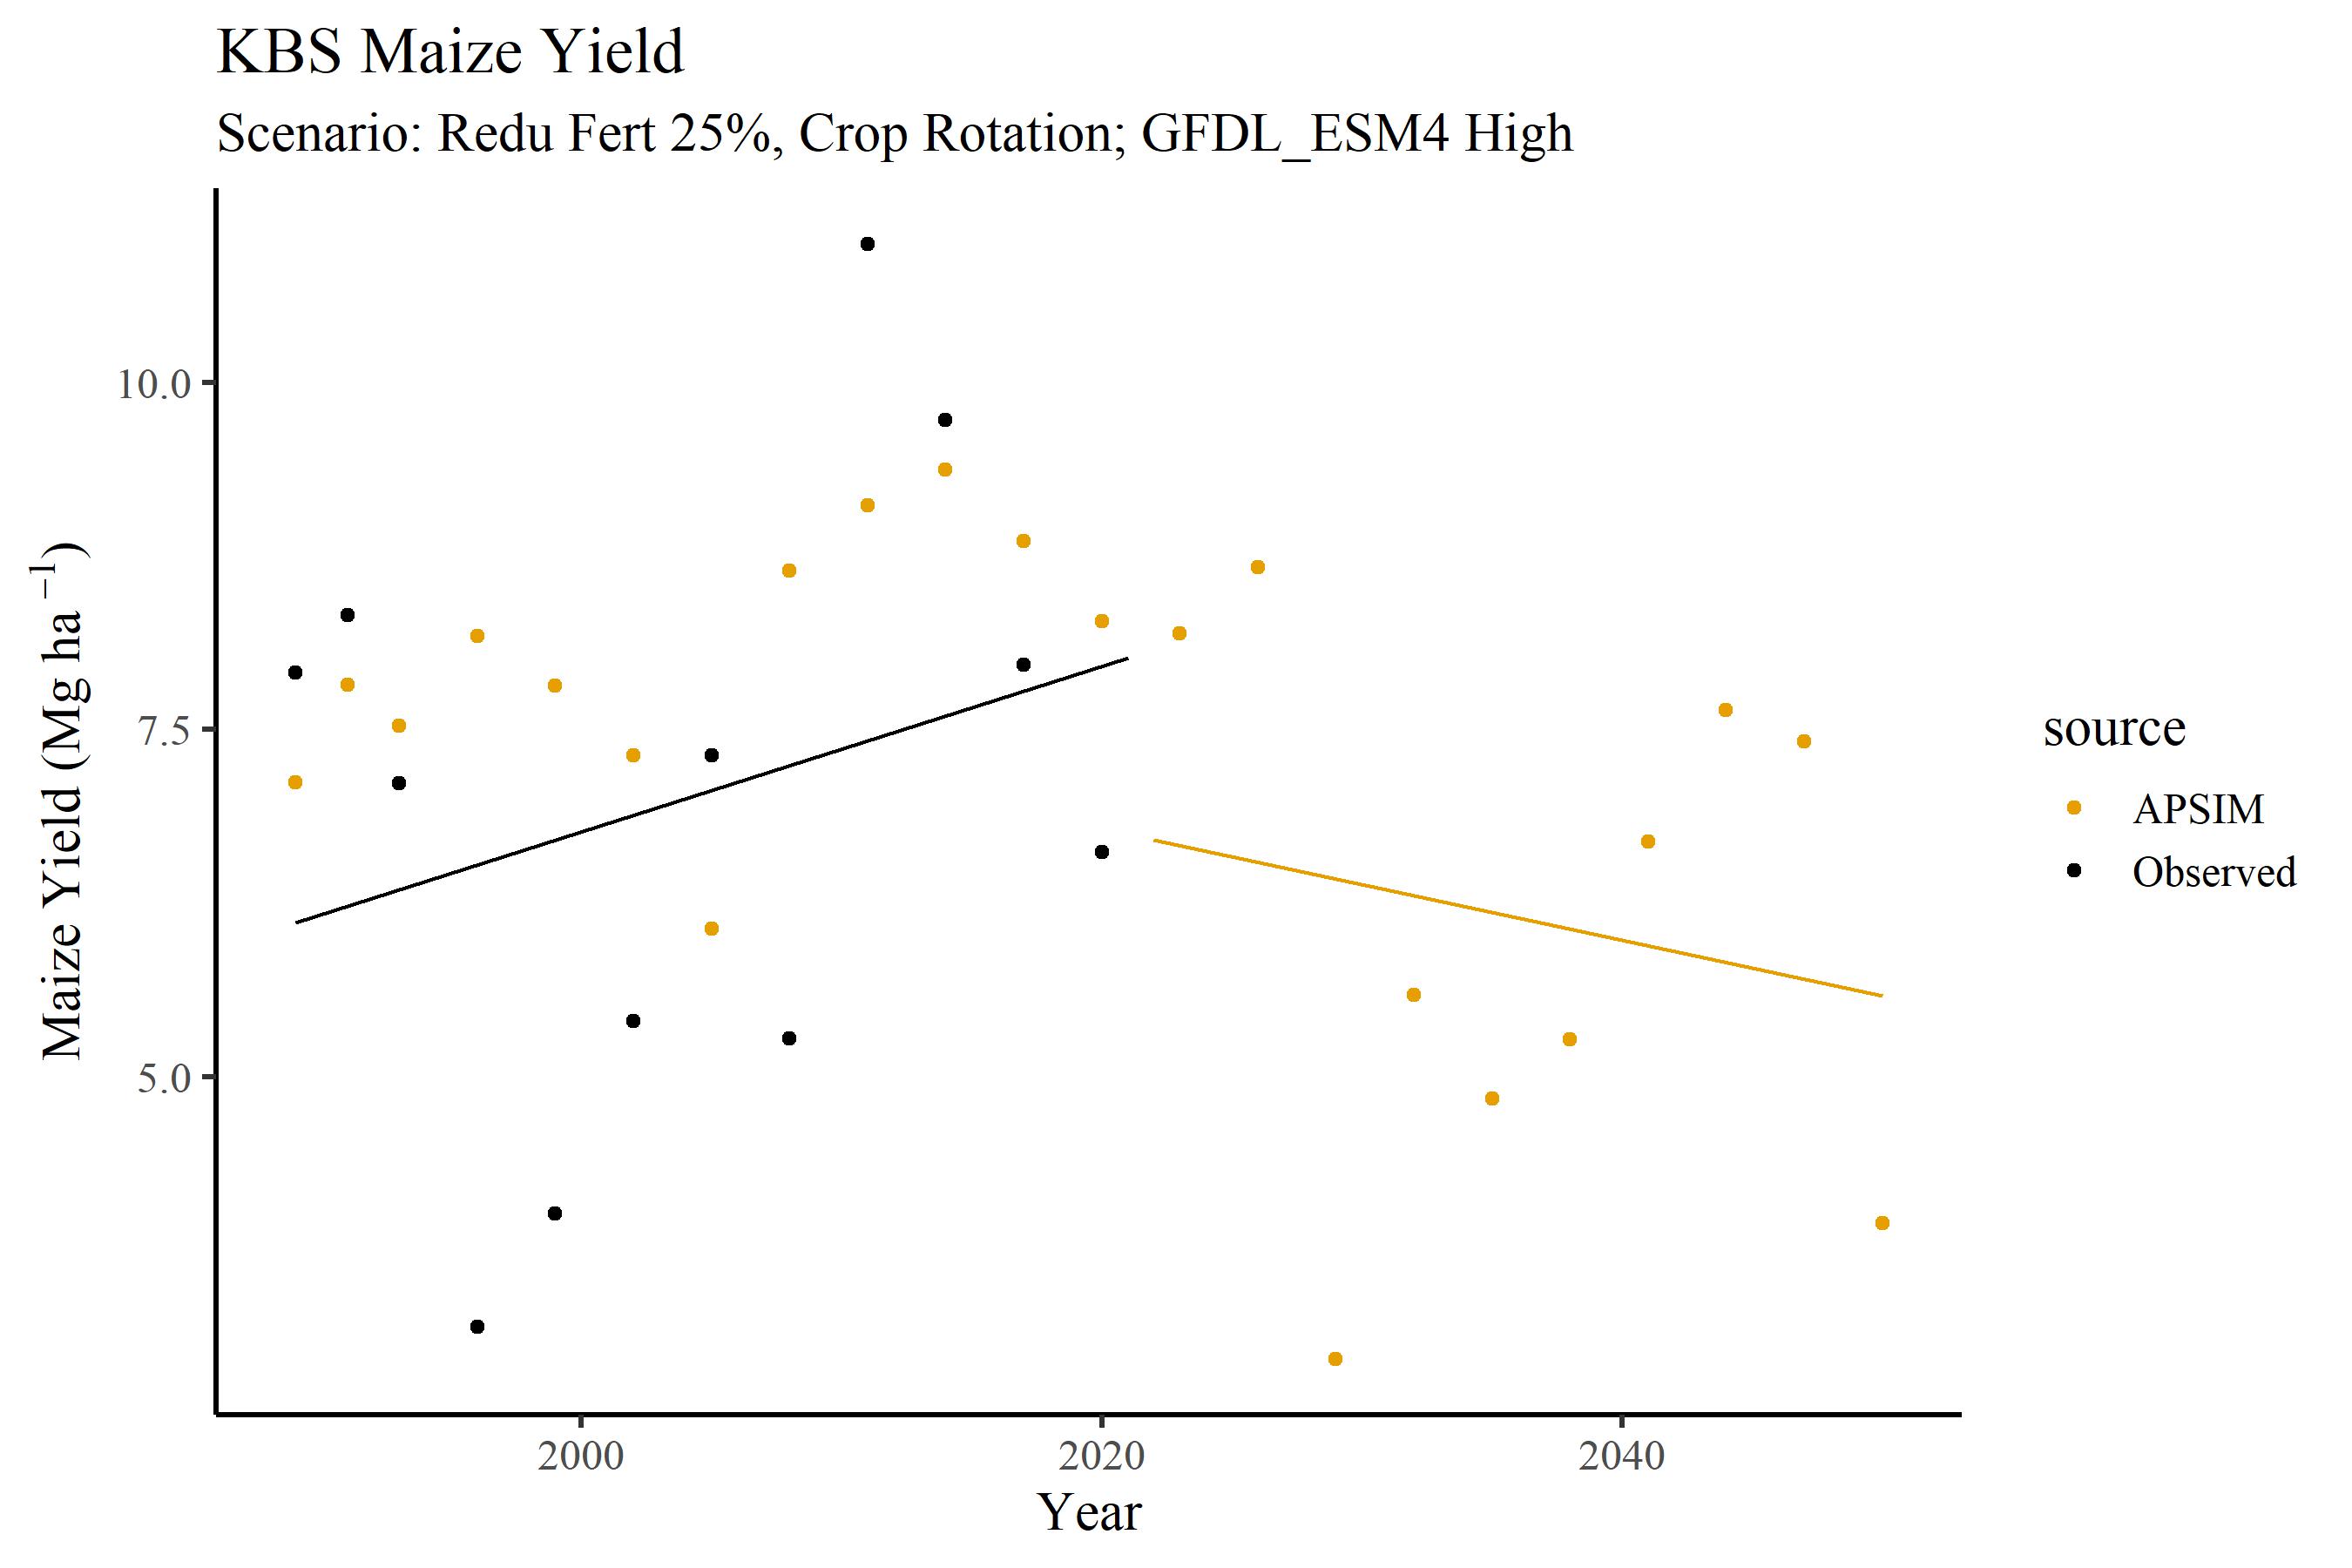 KBS Maize Yield
Scenario: Redu Fert 25%, Crop Rotation; GFDL_ESM4 High
Maize Yield (Mg ha −1)
10.0
7.5
5.0
2000
2020
2040
Year
source
APSIM
Observed